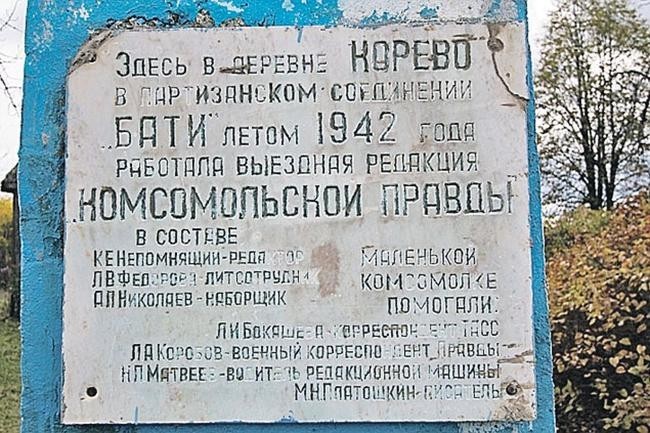 Здесь в деревне КОРЕВО
в партизанском соединении
„БАТИ" летом 1942 года
работала выездная редакция
„КОМСОМОЛЬСКОЙ ПРАВДЫ"
в составе
К.Е НЕПОМНЯЩИЙ-РЕДАКТОР
Л В ФЕДОРОВА-ЛИТСОТРУДНИК
А.П НИКОЛАЕВ-НАБОРЩИК
МАЛЕНЬКОЙ
КОМСОМОЛКЕ
ПОМОГАЛИ:
Л.И БОКАШЕВА-КОРРЕСПОНДЕНТ ТАСС
Л.А КОРОБОВ-ВОЕННЫЙ КОРРЕСПОНДЕНТ ПРАВДЫ
Н.П МАТВЕЕВ-ВОДИТЕЛЬ РЕДАКЦИОННОЙ МАШИНЫ
М.Н ПЛАТОШКИН-ПИСАТЕЛЬ